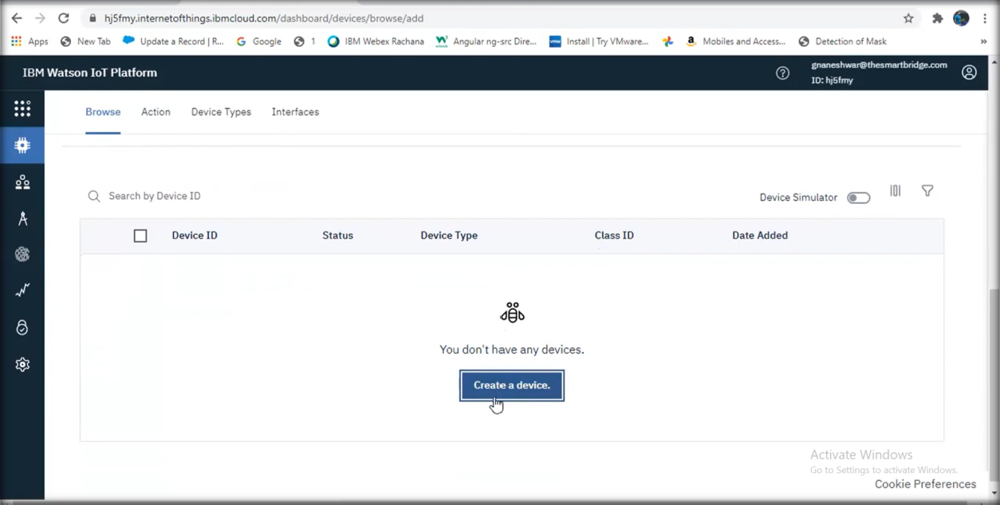 hj5fmy.internetofthings.ibmcloud.com/dashboard/devices/browse/add
Apps New Tab Update a Record | R... Google 1 IBM Webex Rachana Angular ng-src Dire... Install | Try VMware... Mobiles and Access... Detection of Mask »
IBM Watson IoT Platform
gnaneshwar@thesmartbridge.com
ID: hj5fmy
Browse Action Device Types Interfaces
Search by Device ID
Device Simulator
Device ID Status Device Type Class ID Date Added
You don't have any devices.
Create a device.
Activate Windows
Go to Settings to activate Windows.
Cookie Preferences